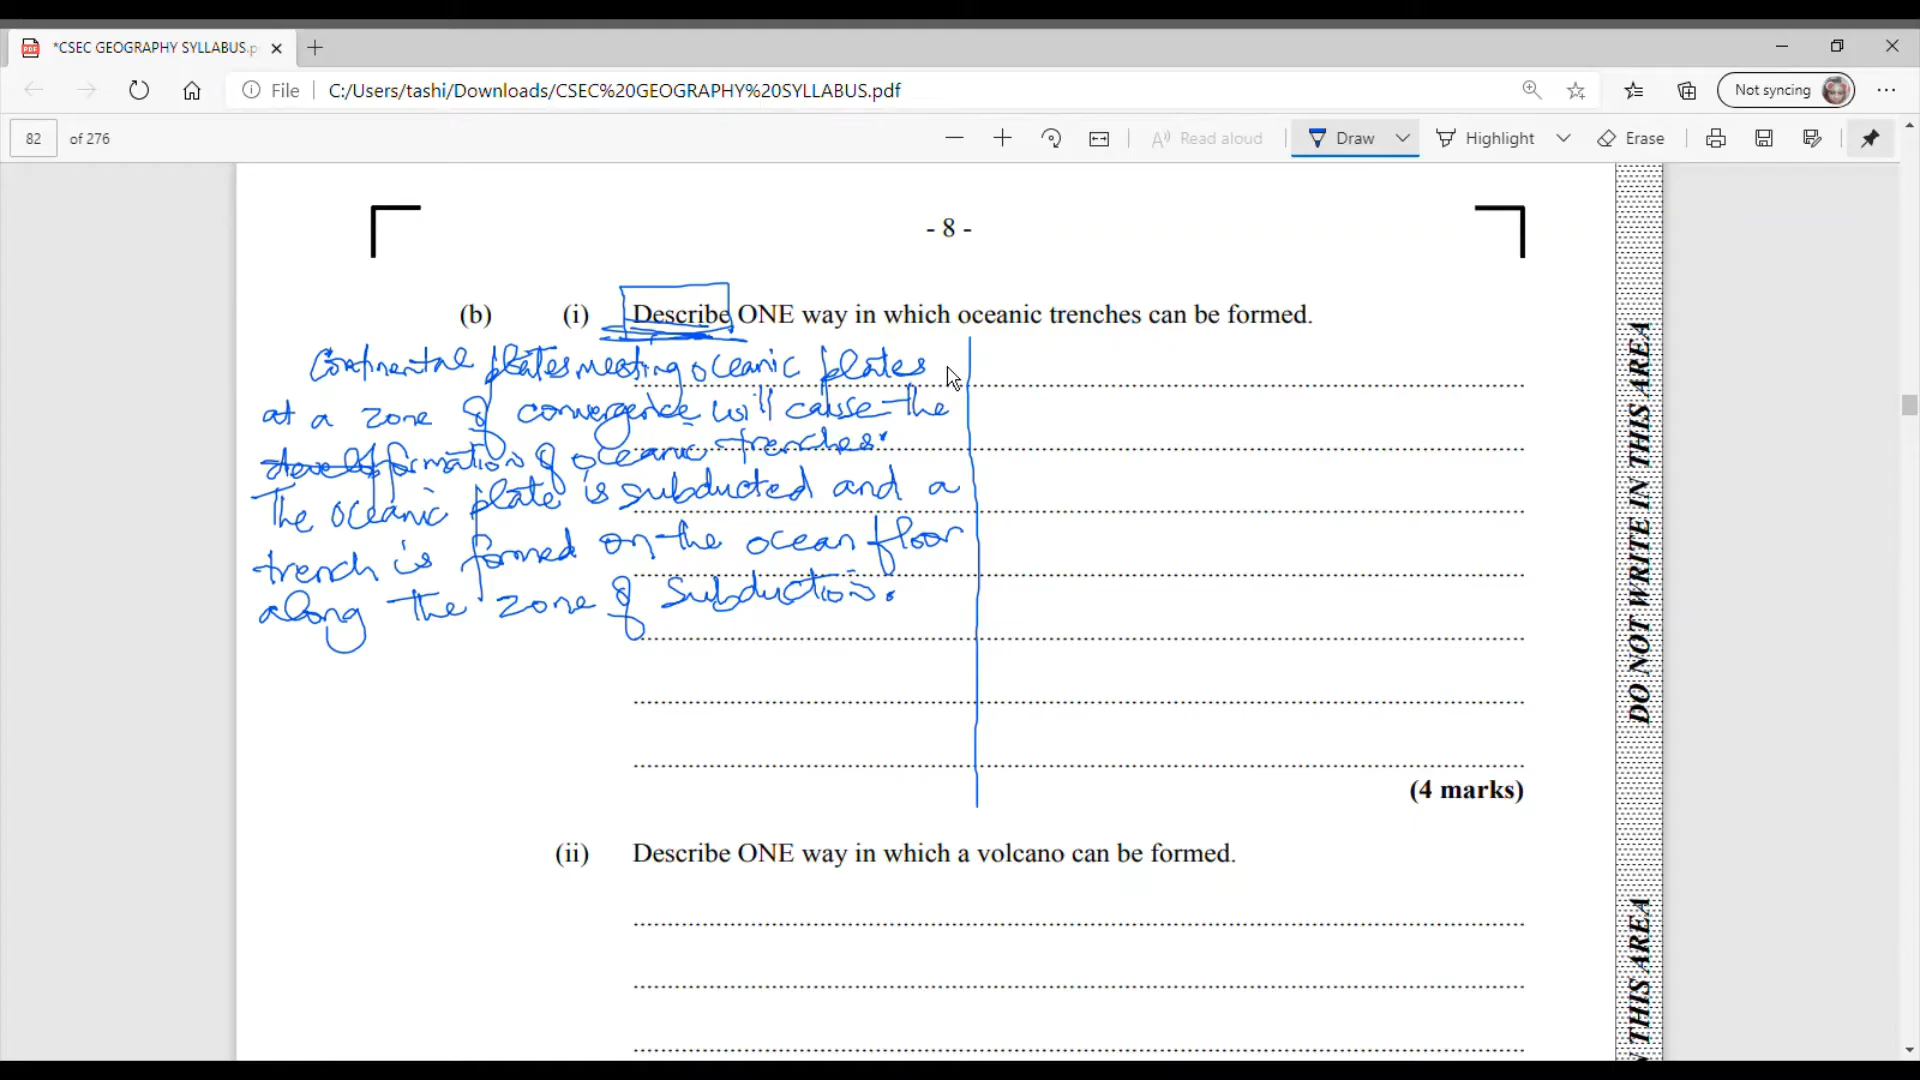 *CSEC GEOGRAPHY SYLLABUS.p
File C:/Users/tashi/Downloads/CSEC%20GEOGRAPHY%20SYLLABUS.pdf Not syncing
82 of 276 Read aloud Draw Highlight Erase
- 8 -
(b) (i) Describe ONE way in which oceanic trenches can be formed.
Continental plates meeting oceanic plates
at a zone of convergence will cause the
formation of oceanic trenches.
The oceanic plate is subducted and a
trench is formed on the ocean floor
along the zone of subduction.
(4 marks)
(ii) Describe ONE way in which a volcano can be formed.
DO NOT WRITE IN THIS AREA
THIS AREA